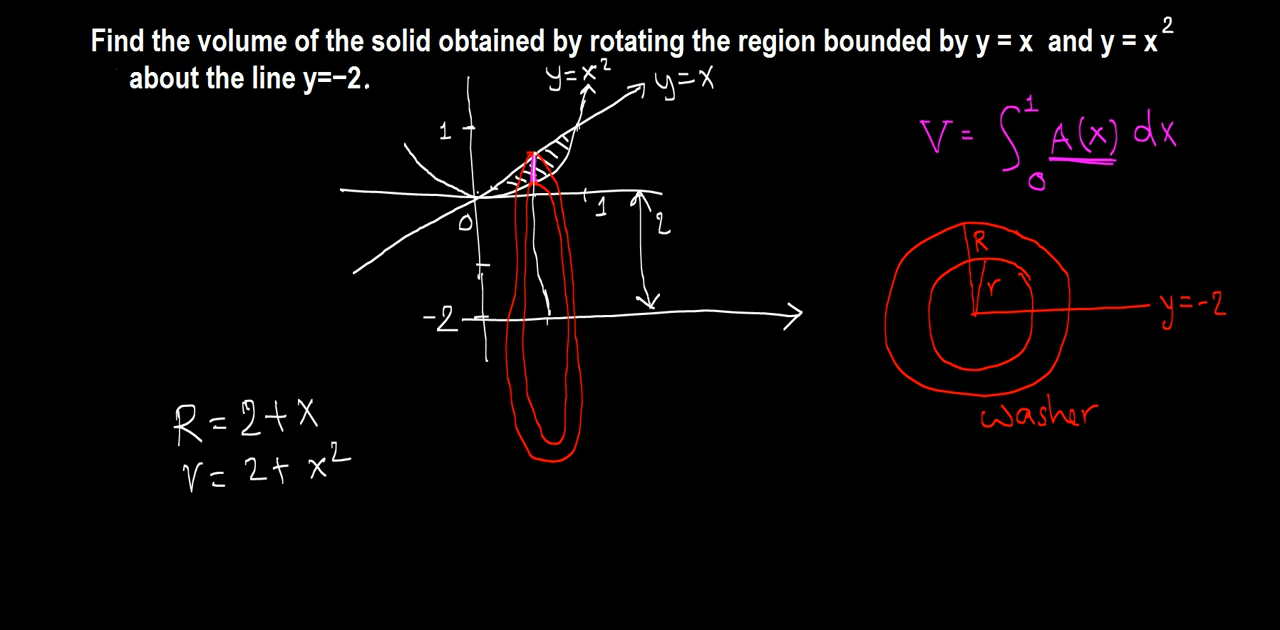 Find the volume of the solid obtained by rotating the region bounded by y = x and y = x²
about the line y=−2.
y=x²
y=x
1
V = ∫₀¹ A(x) dx
0
1
2
R
r
-2
y=-2
washer
R = 2+x
r = 2+x²